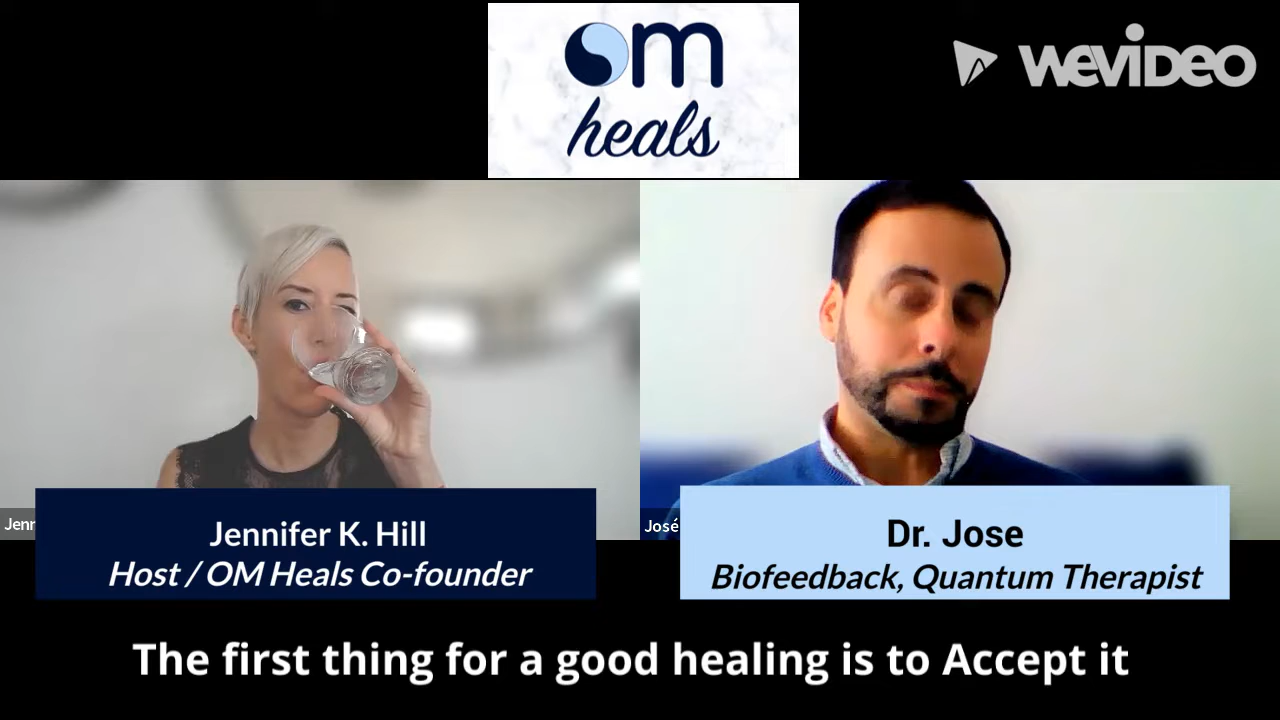 om
heals
WEVIDEO
Jenn
José
Jennifer K. Hill
Host / OM Heals Co-founder
Dr. Jose
Biofeedback, Quantum Therapist
The first thing for a good healing is to Accept it